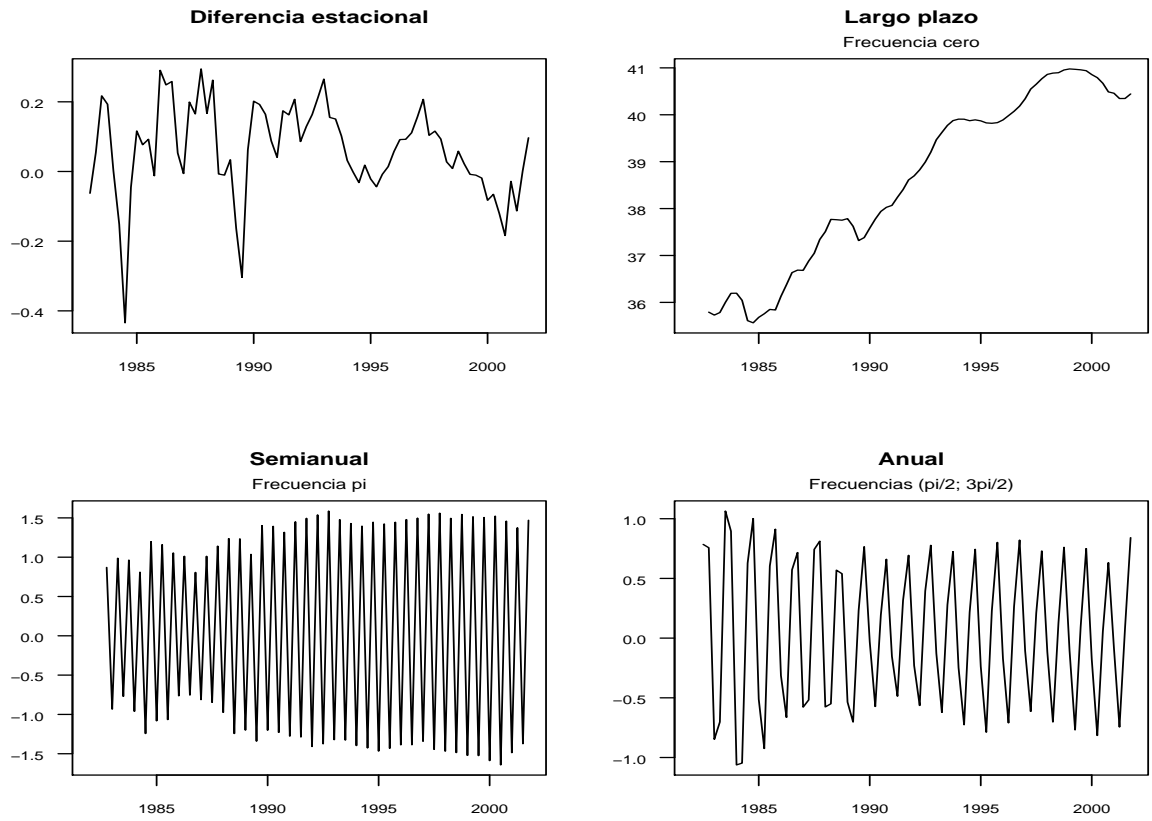 Diferencia estacional
0.2
0.0
−0.2
−0.4
1985 1990 1995 2000
Largo plazo
Frecuencia cero
41
40
39
38
37
36
1985 1990 1995 2000
Semianual
Frecuencia pi
1.5
1.0
0.5
0.0
−0.5
−1.0
−1.5
1985 1990 1995 2000
Anual
Frecuencias (pi/2; 3pi/2)
1.0
0.5
0.0
−0.5
−1.0
1985 1990 1995 2000